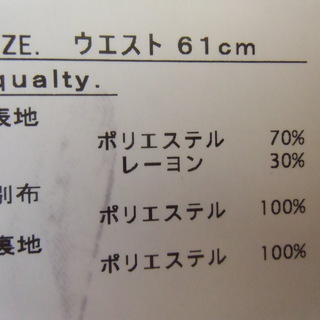 ZE. ウエスト 61cm
qualty.
表地
ポリエステル 70%
レーヨン 30%
別布
ポリエステル 100%
裏地
ポリエステル 100%